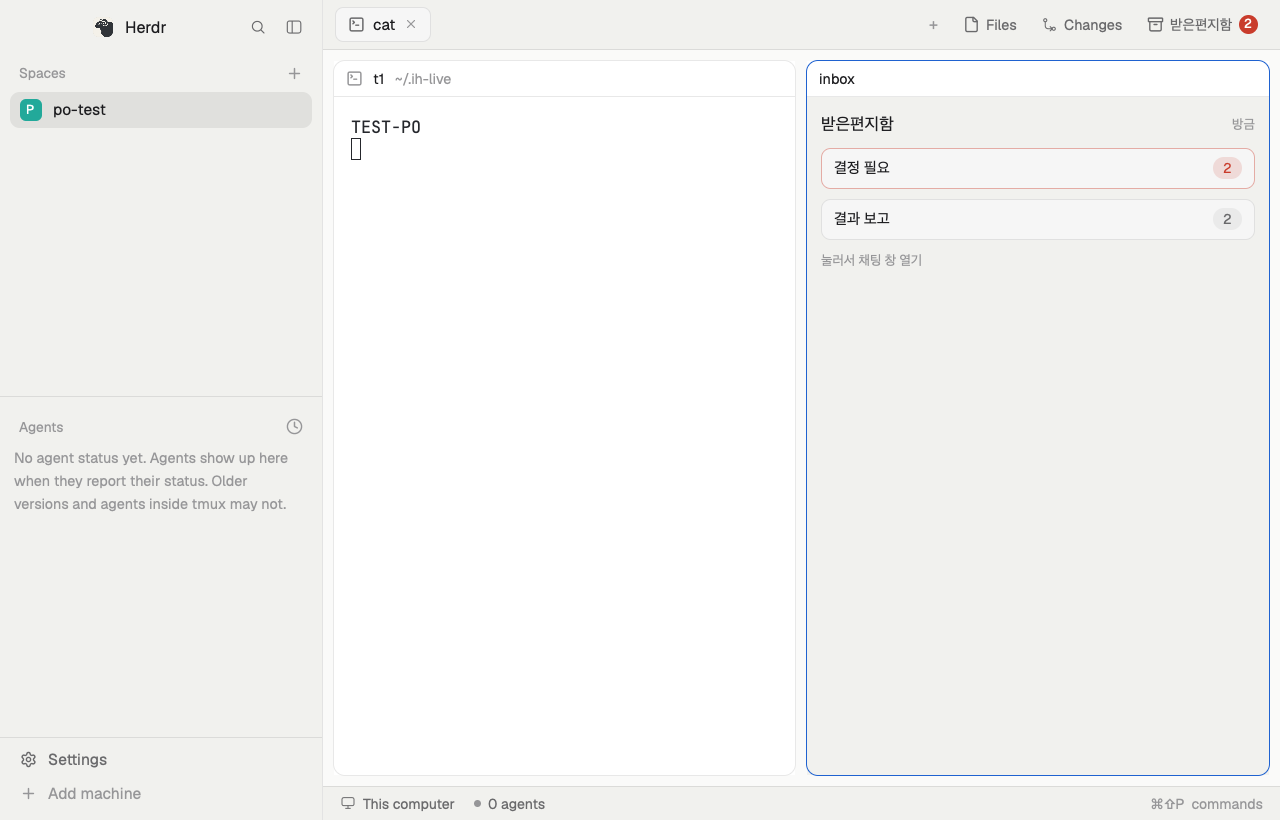 Herdr
Spaces
P po-test
Agents
No agent status yet. Agents show up here
when they report their status. Older
versions and agents inside tmux may not.
Settings
Add machine
cat
Files
Changes
받은편지함 2
t1 ~/.ih-live
TEST-PO
inbox
받은편지함 방금
결정 필요 2
결과 보고 2
눌러서 채팅 창 열기
This computer
0 agents
⌘⇧P commands